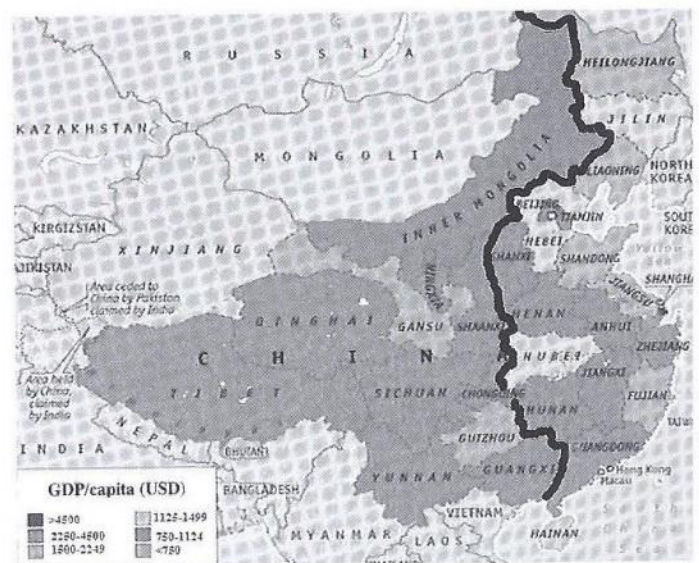 RUSSIA
HEILONGJIANG
KAZAKHSTAN
JILIN
MONGOLIA
INNER MONGOLIA
LIAONING
NORTH
KOREA
BEIJING
TIANJIN
KIRGIZSTAN
SOUT
KORE
XINJIANG
HEBEI
NINGXIA
SHANXI
SHANDONG
Area ceded to
China by Pakistan,
claimed by India
SHANGHA
JIANGSU
QINGHAI
GANSU
SHAANXI
HENAN
ANHUI
CHINA
HUBEI
ZHEJIANG
Area held
by China,
claimed
by India
TIBET
SICHUAN
CHONGQING
JIANGXI
HUNAN
FUJIAN
NEPAL
GUIZHOU
INDIA
BHUTAN
YUNNAN
GUANGXI
GUANGDONG
Hong Kong
Macau
BANGLADESH
VIETNAM
MYANMAR
LAOS
HAINAN
GDP/capita (USD)
>4500
1125-1499
2250-4500
750-1124
1500-2249
<750